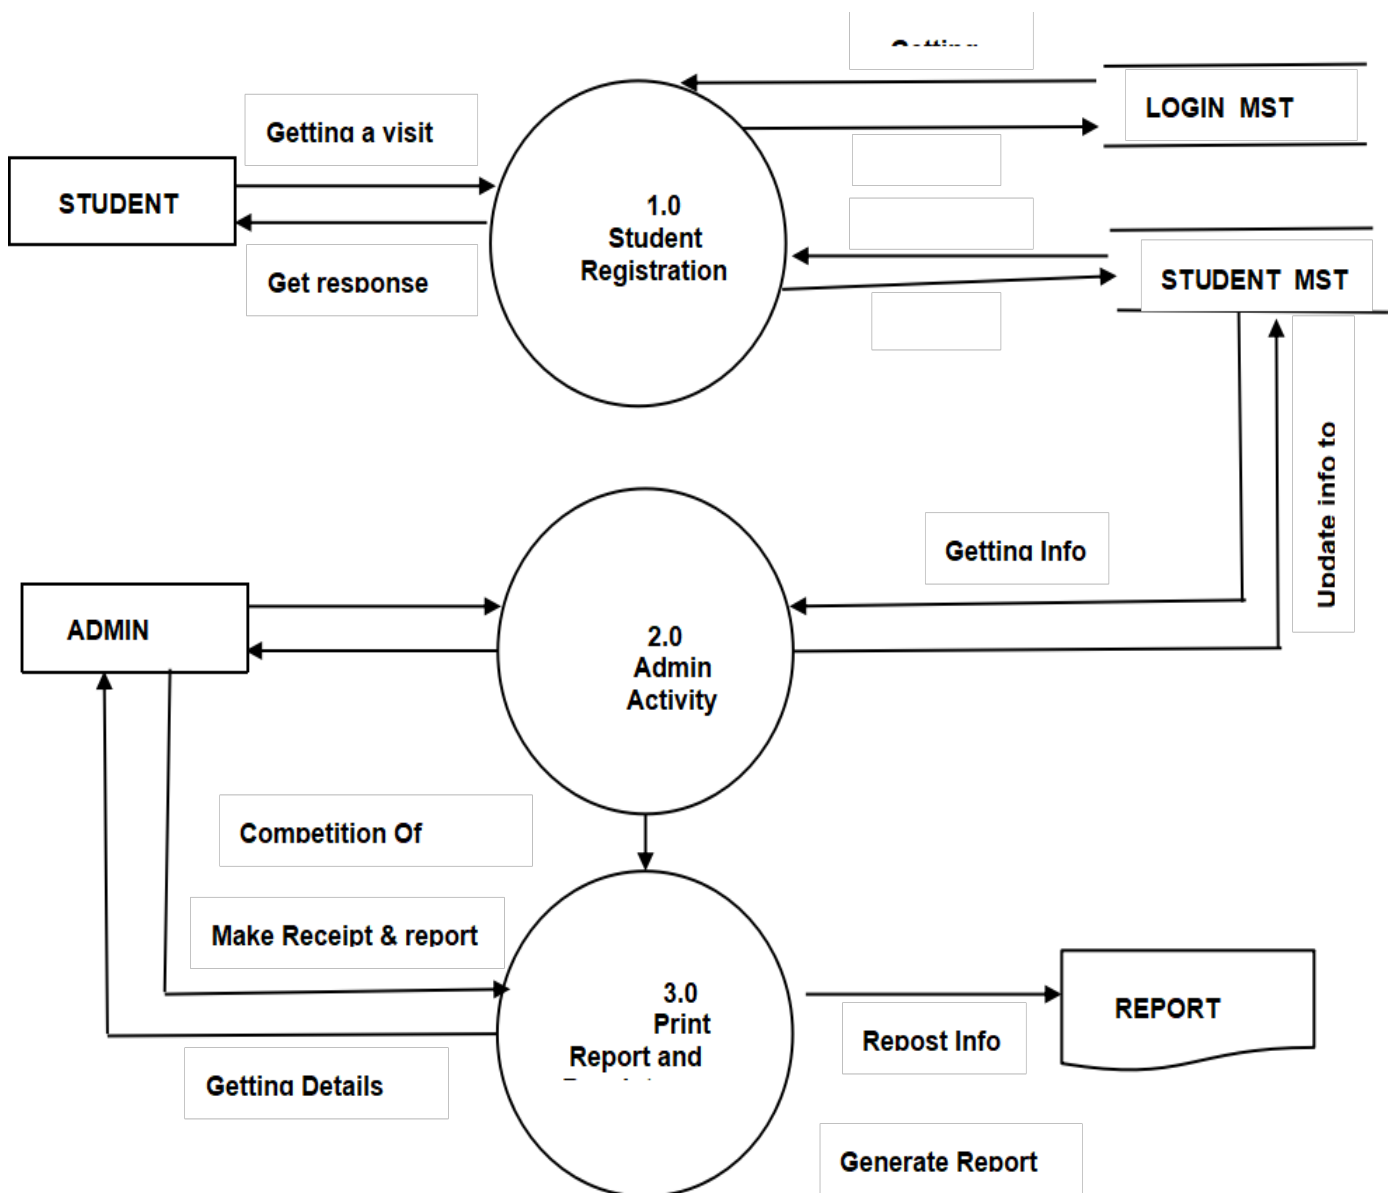 Getting
LOGIN MST
Getting a visit
STUDENT
1.0
Student
Registration
Get response
STUDENT MST
Update info to
Getting Info
ADMIN
2.0
Admin
Activity
Competition Of
Make Receipt & report
3.0
Print
Report and
REPORT
Repost Info
Getting Details
Generate Report